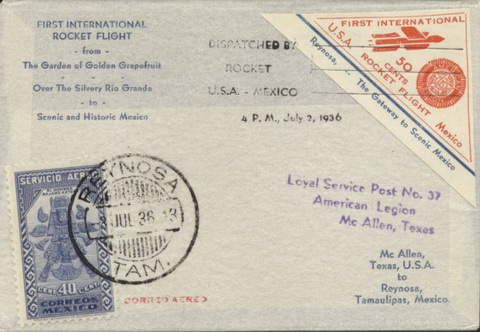 FIRST INTERNATIONAL
ROCKET FLIGHT
- from -
The Garden of Golden Grapefruit
Over The Silvery Rio Grande
- to -
Scenic and Historic Mexico
DISPATCHED BY
ROCKET
U.S.A. - MEXICO
4 P. M., July 2, 1936
FIRST INTERNATIONAL
U.S.A.
50
CENTS
ROCKET FLIGHT
Mexico
Reynosa, The Gateway to Scenic Mexico
SERVICIO AEREO
40
CENT
CORREOS
MEXICO
REYNOSA
JUL 36
TAM.
CORREO AEREO
Loyal Service Post No. 37
American Legion
Mc Allen, Texas
Mc Allen,
Texas, U.S.A.
to
Reynosa,
Tamaulipas, Mexico.